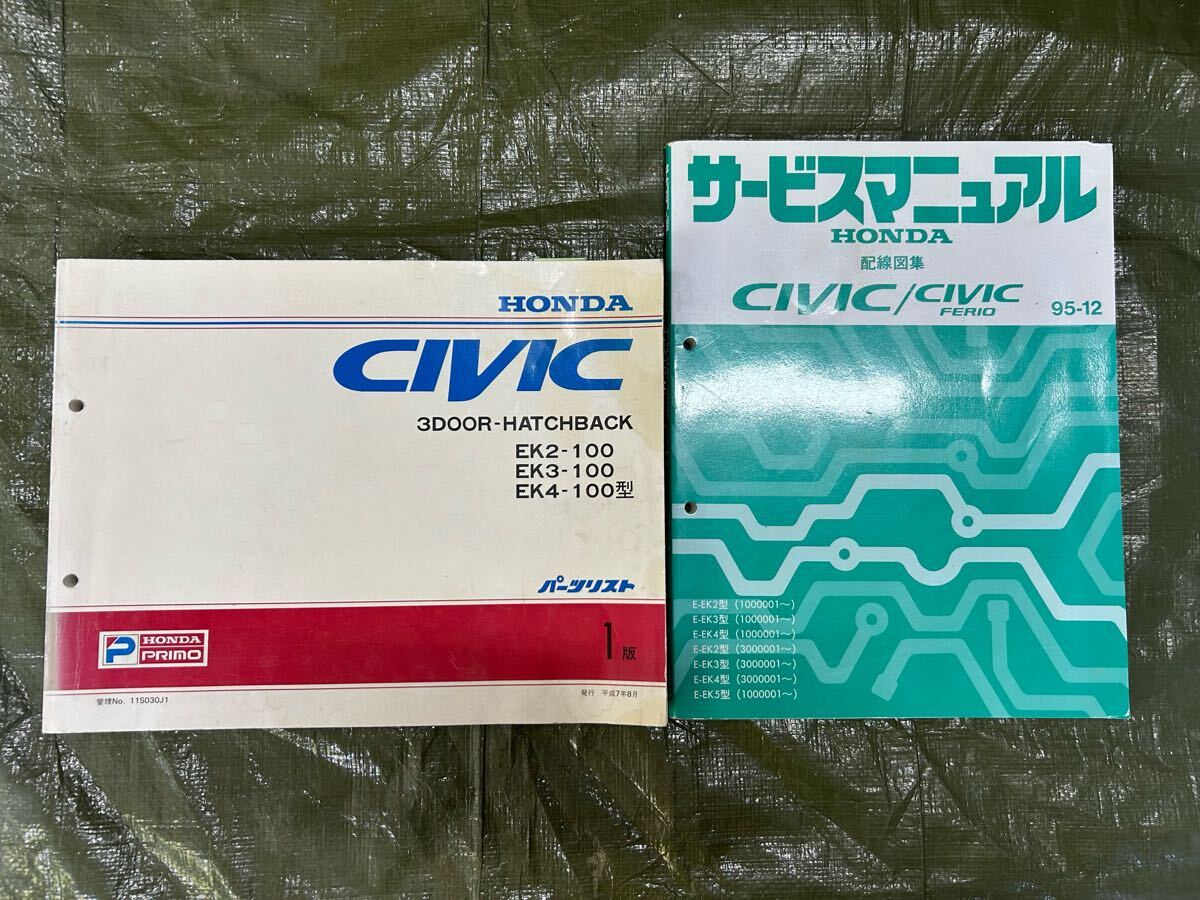 HONDA
CIVIC
3DOOR-HATCHBACK
EK2-100
EK3-100
EK4-100型
パーツリスト
P HONDA
PRIMO
1版
管理No. 11S030J1
発行 平成7年8月
サービスマニュアル
HONDA
配線図集
CIVIC/CIVIC FERIO 95-12
E-EK2型 (1000001~)
E-EK3型 (1000001~)
E-EK4型 (1000001~)
E-EK2型 (3000001~)
E-EK3型 (3000001~)
E-EK4型 (3000001~)
E-EK5型 (1000001~)